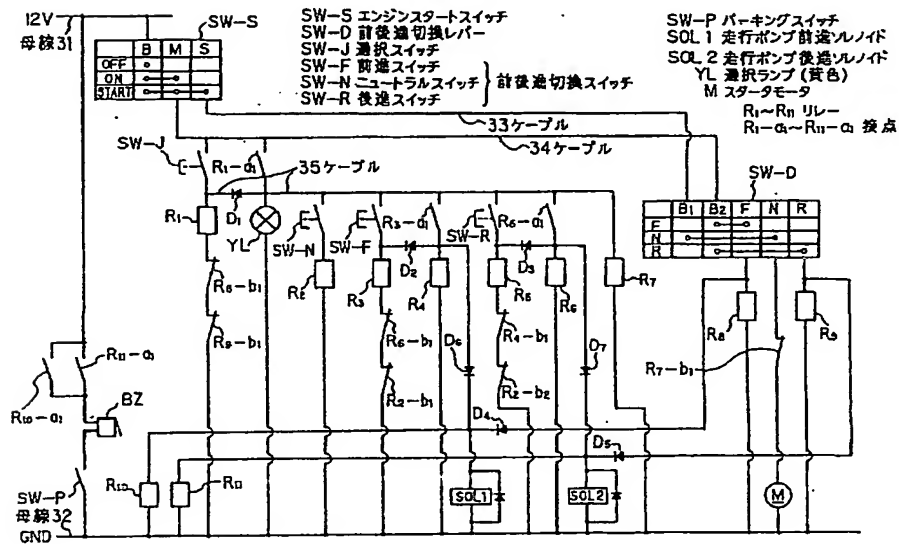 12V
母線31
SW-S
B M S
OFF
ON
START
SW-S エンジンスタートスイッチ
SW-D 前後進切換レバー
SW-J 選択スイッチ
SW-F 前進スイッチ
SW-N ニュートラルスイッチ
SW-R 後進スイッチ
前後進切換スイッチ
SW-P パーキングスイッチ
SOL1 走行ポンプ前進ソレノイド
SOL2 走行ポンプ後進ソレノイド
YL 選択ランプ(黄色)
M スタータモータ
R1~R11 リレー
R1-a1~R11-a1 接点
33ケーブル
34ケーブル
SW-J
R1-a1
35ケーブル
SW-D
B1 B2 F N R
F
N
R
R1
D1
YL
SW-N
SW-F
R3-a1
D2
SW-R
R5-a1
D3
R2
R3
R4
R5
R6
R7
R8-b1
R9-b1
R6-b1
R2-b1
R4-b1
R2-b2
D6
D7
R8
R9
R7-b1
R11-a1
R10-a1
BZ
D4
D5
SW-P
母線32
GND
R10
R11
SOL1
SOL2
M